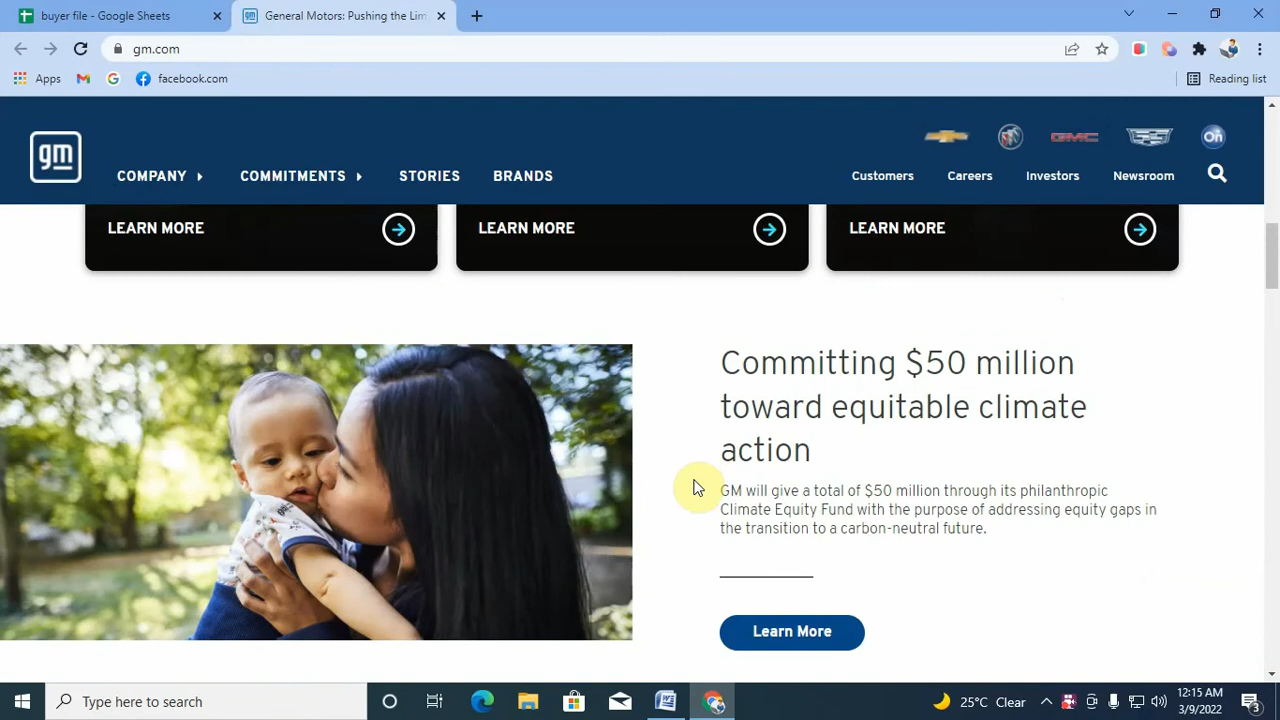 buyer file - Google Sheets
General Motors: Pushing the Lim
gm.com
Apps
facebook.com
Reading list
gm
GMC
On
COMPANY
COMMITMENTS
STORIES
BRANDS
Customers
Careers
Investors
Newsroom
LEARN MORE
LEARN MORE
LEARN MORE
Committing $50 million
toward equitable climate
action
GM will give a total of $50 million through its philanthropic
Climate Equity Fund with the purpose of addressing equity gaps in
the transition to a carbon-neutral future.
Learn More
Type here to search
25°C Clear
12:15 AM
3/9/2022
3